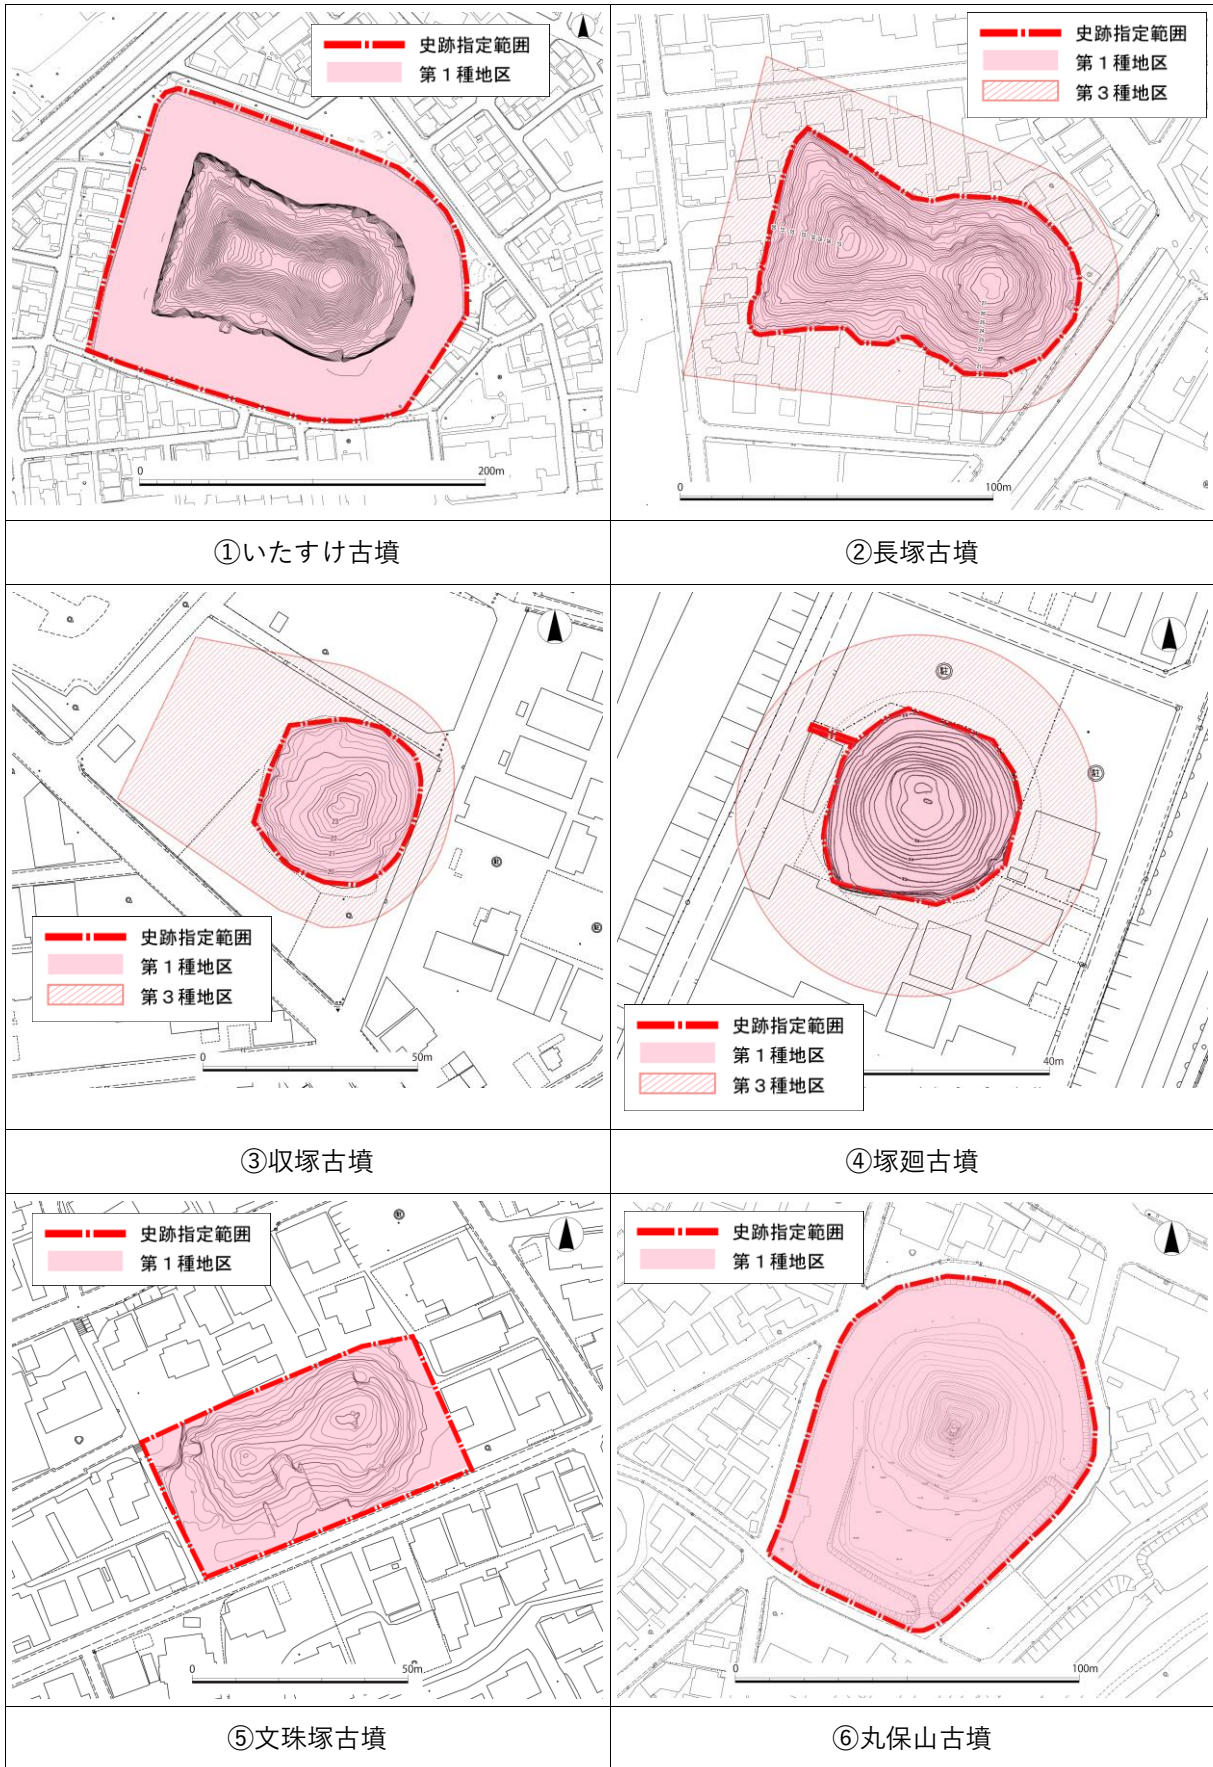 史跡指定範囲
第1種地区
0 200m
①いたすけ古墳
史跡指定範囲
第1種地区
第3種地区
0 100m
②長塚古墳
史跡指定範囲
第1種地区
第3種地区
0 50m
③収塚古墳
駐
駐
史跡指定範囲
第1種地区
第3種地区
40m
④塚廻古墳
史跡指定範囲
第1種地区
0 50m
⑤文珠塚古墳
史跡指定範囲
第1種地区
0 100m
⑥丸保山古墳